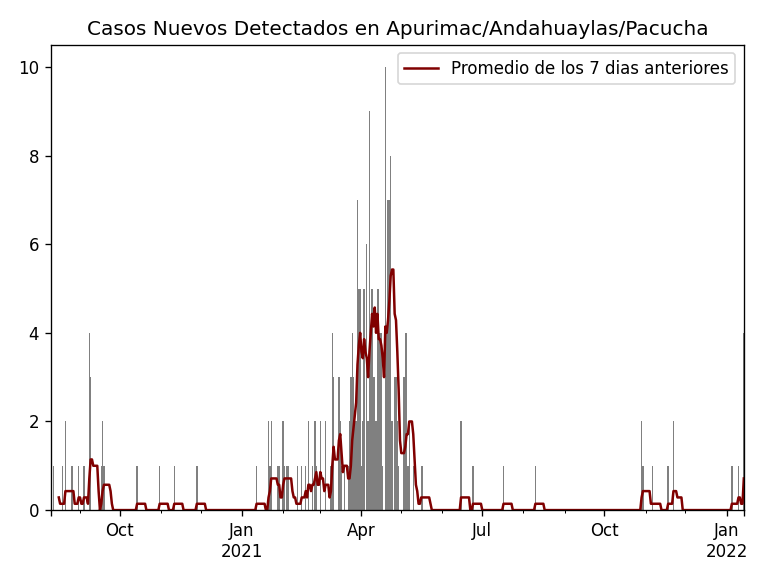 Casos Nuevos Detectados en Apurimac/Andahuaylas/Pacucha
Promedio de los 7 dias anteriores
10
8
6
4
2
0
Oct Jan Apr Jul Oct Jan
2021 2022